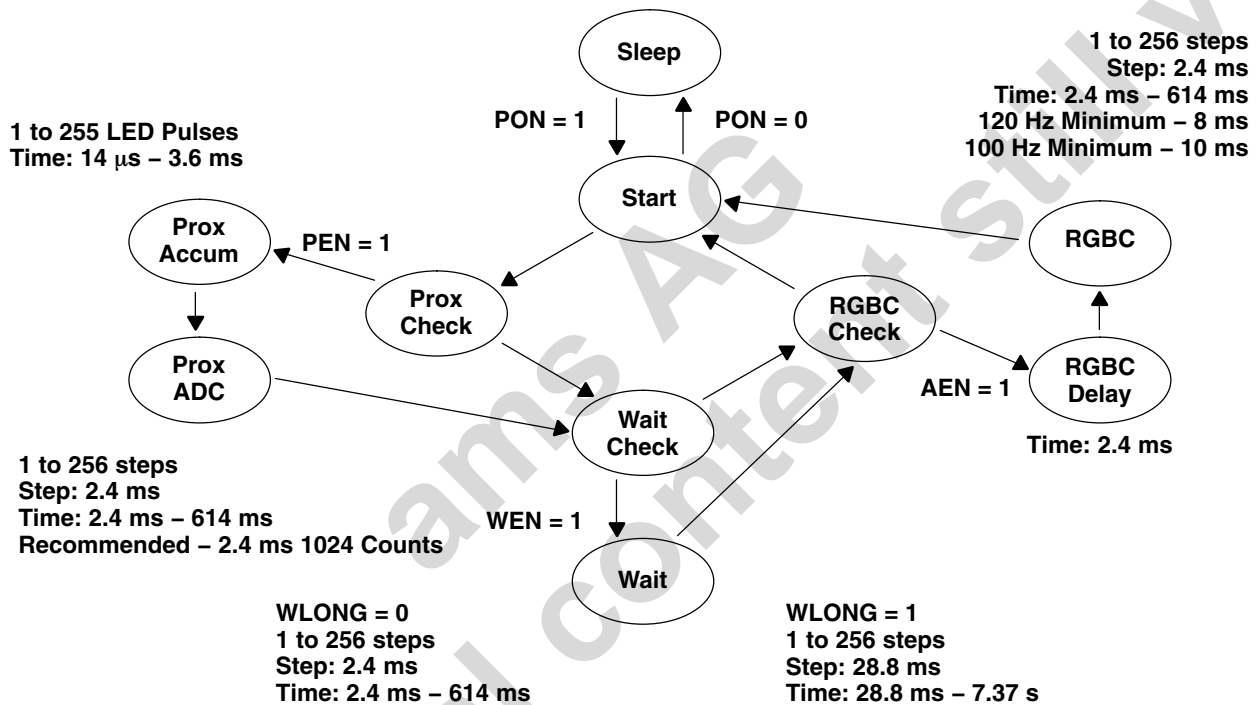 Sleep
PON = 1
PON = 0
1 to 256 steps
Step: 2.4 ms
Time: 2.4 ms – 614 ms
120 Hz Minimum – 8 ms
100 Hz Minimum – 10 ms
1 to 255 LED Pulses
Time: 14 μs – 3.6 ms
Start
Prox
Accum
PEN = 1
RGBC
Prox
Check
RGBC
Check
Prox
ADC
AEN = 1
RGBC
Delay
Time: 2.4 ms
Wait
Check
1 to 256 steps
Step: 2.4 ms
Time: 2.4 ms – 614 ms
Recommended – 2.4 ms 1024 Counts
WEN = 1
Wait
WLONG = 0
1 to 256 steps
Step: 2.4 ms
Time: 2.4 ms – 614 ms
WLONG = 1
1 to 256 steps
Step: 28.8 ms
Time: 28.8 ms – 7.37 s
ams AG
content still